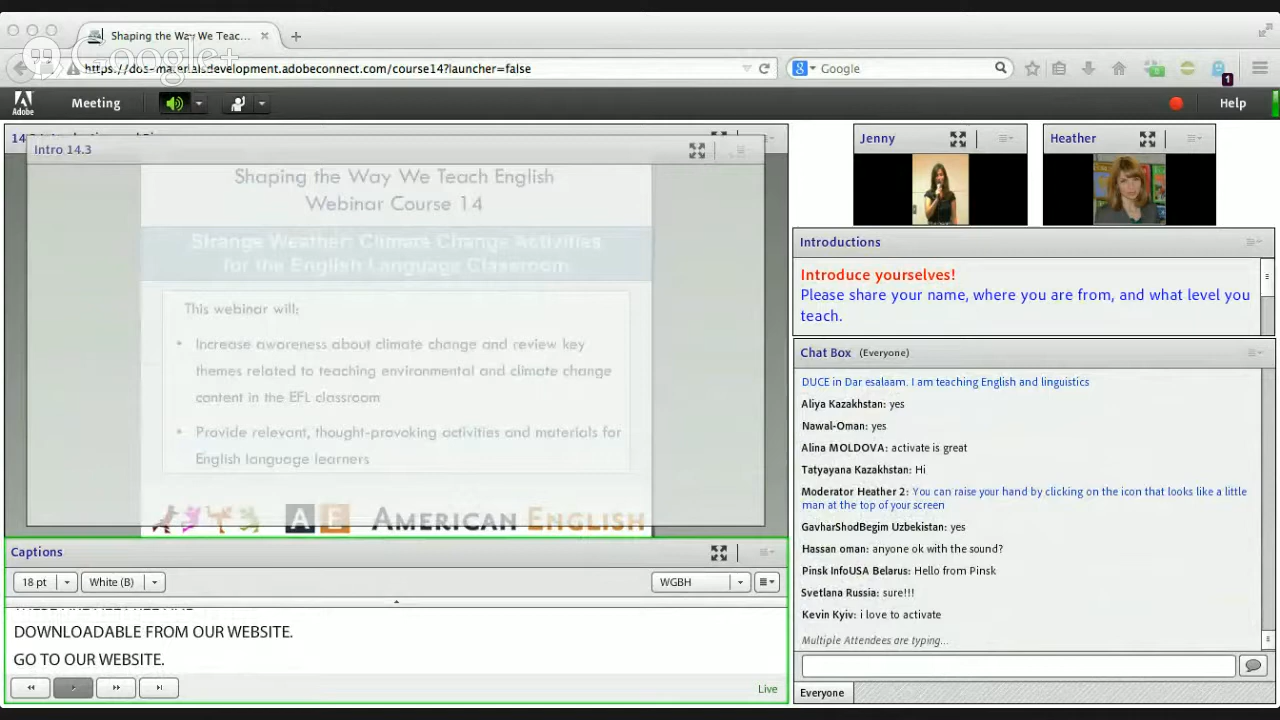 Shaping the Way We Teac...
Google+
https://dos-materialsdevelopment.adobeconnect.com/course14?launcher=false
Google
1
Adobe
Meeting
Help
Intro 14.3
Shaping the Way We Teach English
Webinar Course 14
Strange Weather: Climate Change Activities
for the English Language Classroom
This webinar will:
• Increase awareness about climate change and review key
themes related to teaching environmental and climate change
content in the EFL classroom
• Provide relevant, thought-provoking activities and materials for
English language learners
AE AMERICAN ENGLISH
Captions
18 pt
White (B)
WGBH
DOWNLOADABLE FROM OUR WEBSITE.
GO TO OUR WEBSITE.
Live
Jenny
Heather
Introductions
Introduce yourselves!
Please share your name, where you are from, and what level you
teach.
Chat Box (Everyone)
DUCE in Dar esalaam. I am teaching English and linguistics
Aliya Kazakhstan: yes
Nawal-Oman: yes
Alina MOLDOVA: activate is great
Tatyayana Kazakhstan: Hi
Moderator Heather 2: You can raise your hand by clicking on the icon that looks like a little
man at the top of your screen
GavharShodBegim Uzbekistan: yes
Hassan oman: anyone ok with the sound?
Pinsk InfoUSA Belarus: Hello from Pinsk
Svetlana Russia: sure!!!
Kevin Kyiv: i love to activate
Multiple Attendees are typing...
Everyone